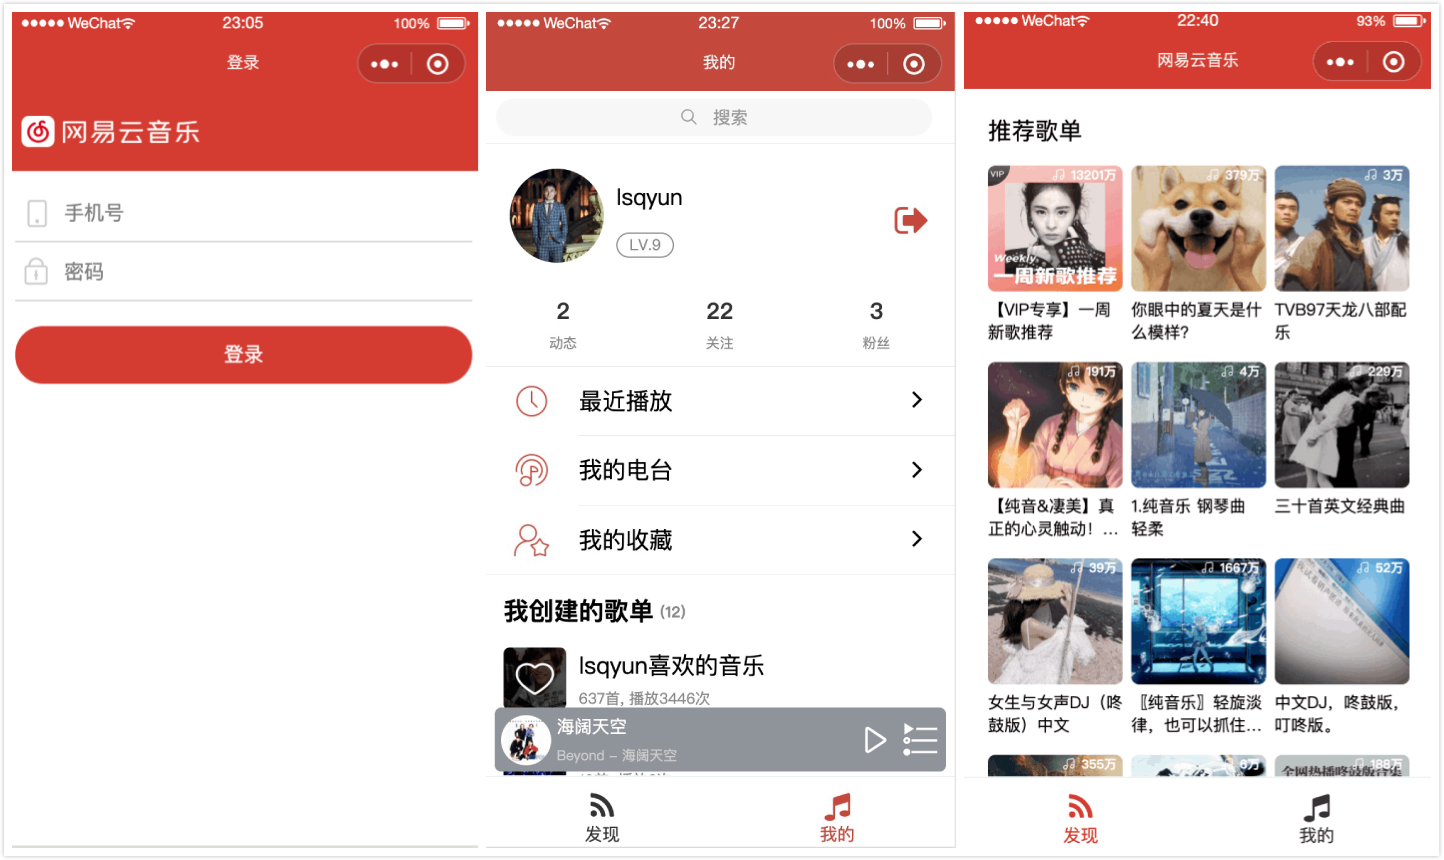 ●●●●● WeChat
23:05
100%
登录
网易云音乐
手机号
密码
登录
●●●●● WeChat
23:27
100%
我的
搜索
lsqyun
LV.9
2
22
3
动态
关注
粉丝
最近播放
我的电台
我的收藏
我创建的歌单 (12)
lsqyun喜欢的音乐
637首, 播放3446次
海阔天空
Beyond - 海阔天空
发现
我的
●●●●● WeChat
22:40
93%
网易云音乐
推荐歌单
VIP
13201万
Weekly
一周新歌推荐
379万
3万
【VIP专享】一周
新歌推荐
你眼中的夏天是什
么模样?
TVB97天龙八部配
乐
191万
4万
229万
【纯音&凄美】真
正的心灵触动! ...
1.纯音乐 钢琴曲
轻柔
三十首英文经典曲
39万
1667万
52万
女生与女声DJ（咚
鼓版）中文
〖纯音乐〗轻旋淡
律，也可以抓住...
中文DJ，咚鼓版，
叮咚版。
355万
6万
188万
全网热播咚鼓版合集
发现
我的